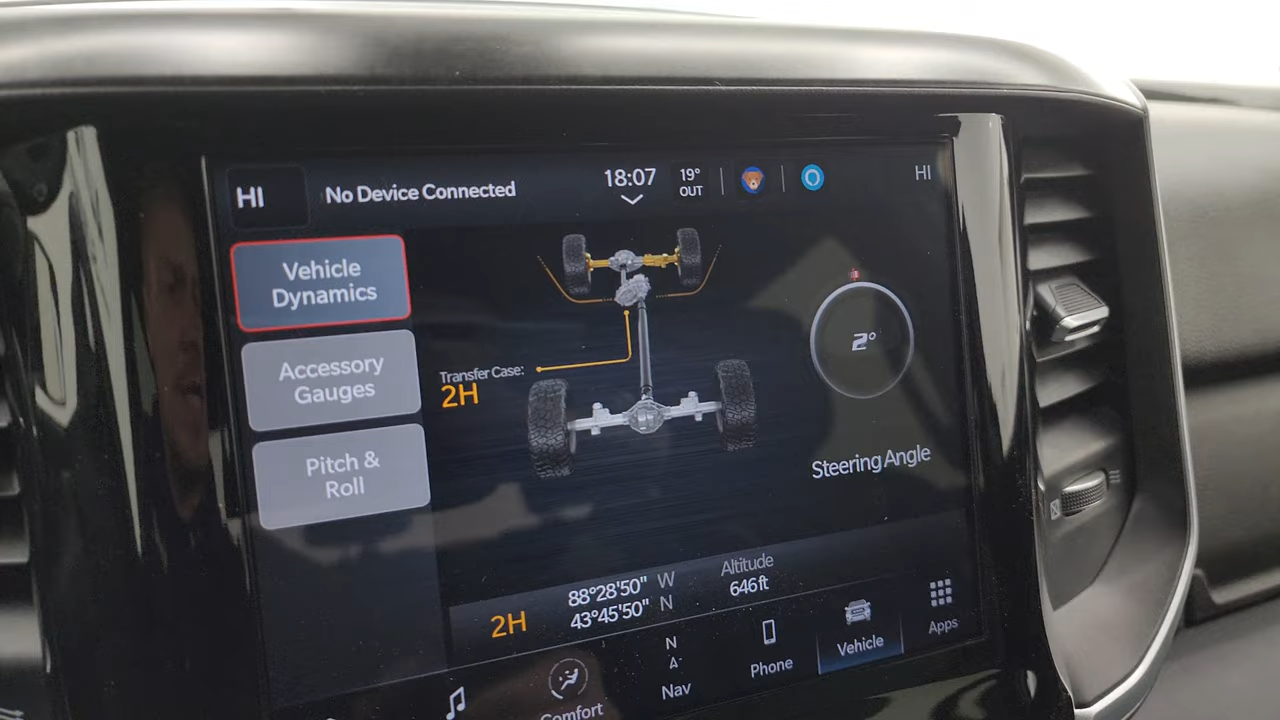 HI
No Device Connected
18:07
19°
OUT
HI
Vehicle
Dynamics
Accessory
Gauges
Pitch &
Roll
Transfer Case:
2H
2°
Steering Angle
2H
88°28'50" W
43°45'50" N
Altitude
646ft
Comfort
N
A
Nav
Phone
Vehicle
Apps